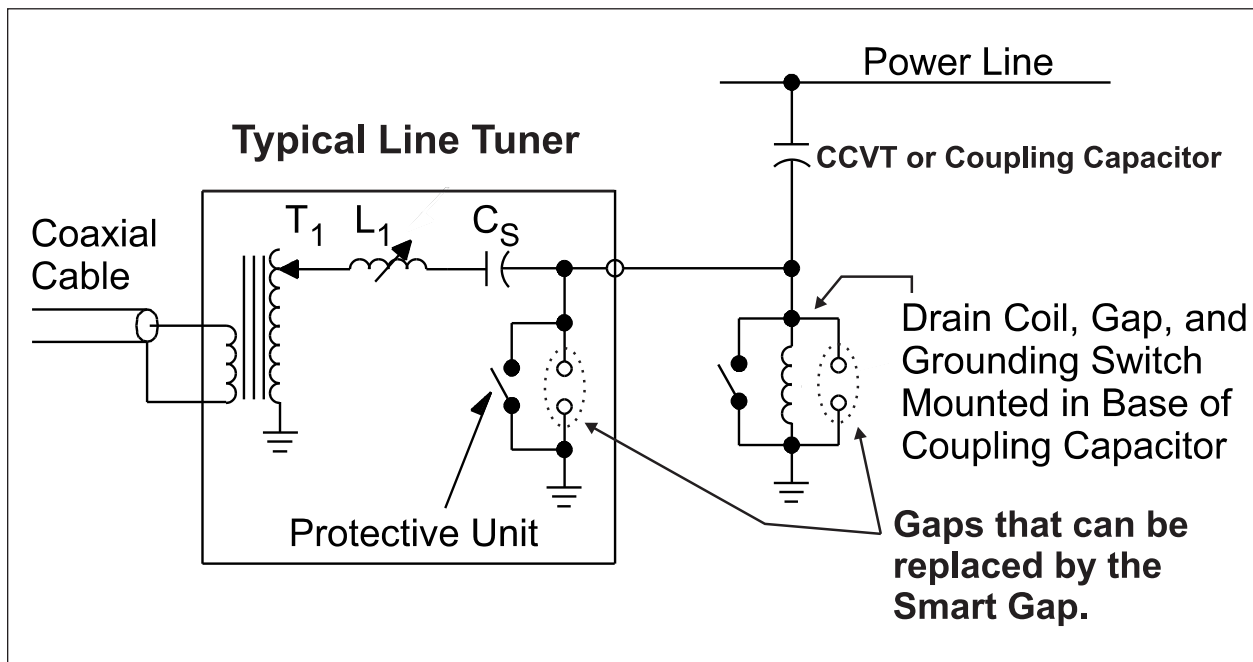 Power Line
Typical Line Tuner
CCVT or Coupling Capacitor
Coaxial
Cable
T1
L1
CS
Drain Coil, Gap, and
Grounding Switch
Mounted in Base of
Coupling Capacitor
Protective Unit
Gaps that can be
replaced by the
Smart Gap.